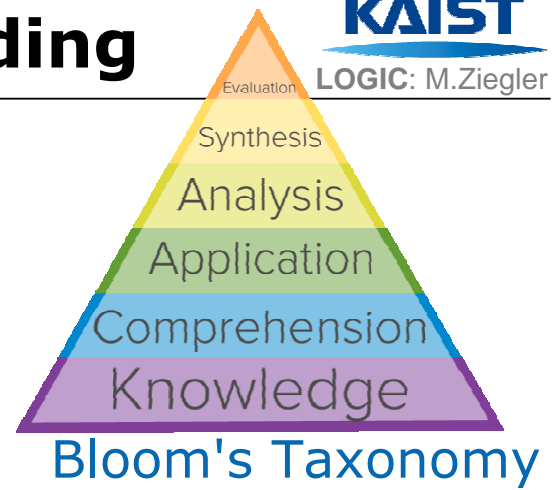 ding
KAIST
LOGIC: M.Ziegler
Evaluation
Synthesis
Analysis
Application
Comprehension
Knowledge
Bloom's Taxonomy